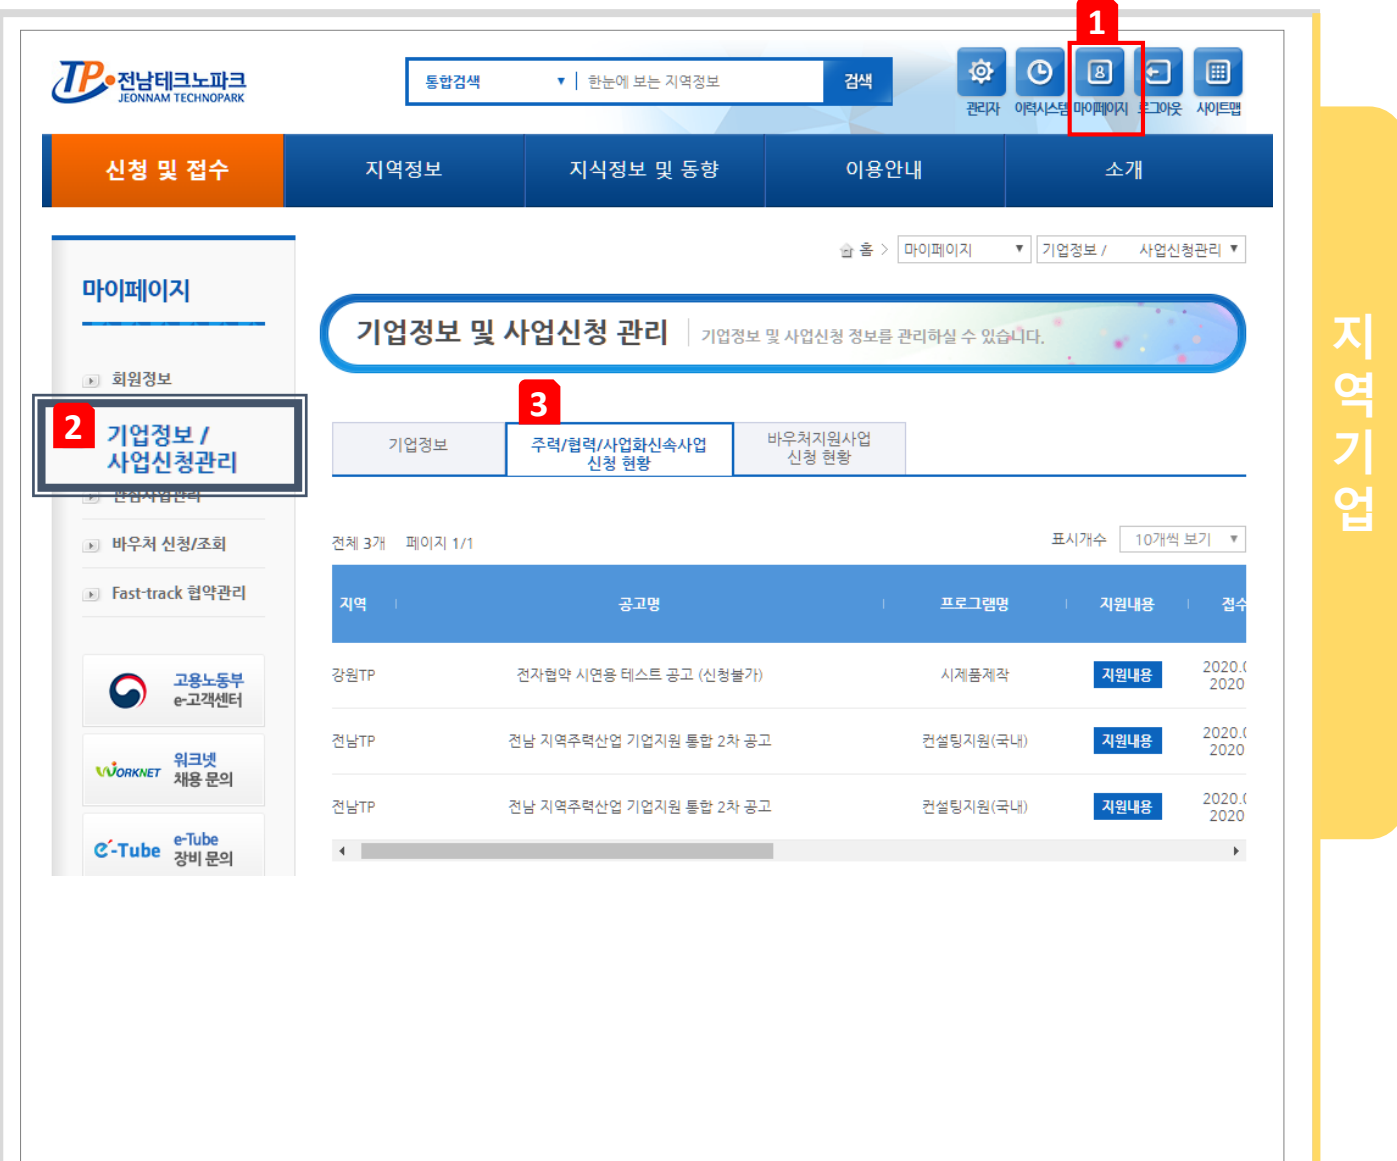 1
전남테크노파크
JEONNAM TECHNOPARK
통합검색 ▼ | 한눈에 보는 지역정보 검색
관리자 이력시스템 마이페이지 로그아웃 사이트맵
신청 및 접수 지역정보 지식정보 및 동향 이용안내 소개
홈 > 마이페이지 ▼ 기업정보 / 사업신청관리 ▼
마이페이지
기업정보 및 사업신청 관리 기업정보 및 사업신청 정보를 관리하실 수 있습니다.
회원정보
2 기업정보 /
사업신청관리
관심사업관리
바우처 신청/조회
Fast-track 협약관리
고용노동부
e-고객센터
WORKNET 워크넷
채용 문의
e-Tube e-Tube
장비 문의
3
기업정보
주력/협력/사업화신속사업
신청 현황
바우처지원사업
신청 현황
전체 3개 페이지 1/1 표시개수 10개씩 보기 ▼
지역 공고명 프로그램명 지원내용 접수
강원TP 전자협약 시연용 테스트 공고 (신청불가) 시제품제작 지원내용 2020.0
2020
전남TP 전남 지역주력산업 기업지원 통합 2차 공고 컨설팅지원(국내) 지원내용 2020.0
2020
전남TP 전남 지역주력산업 기업지원 통합 2차 공고 컨설팅지원(국내) 지원내용 2020.0
2020
지
역
기
업